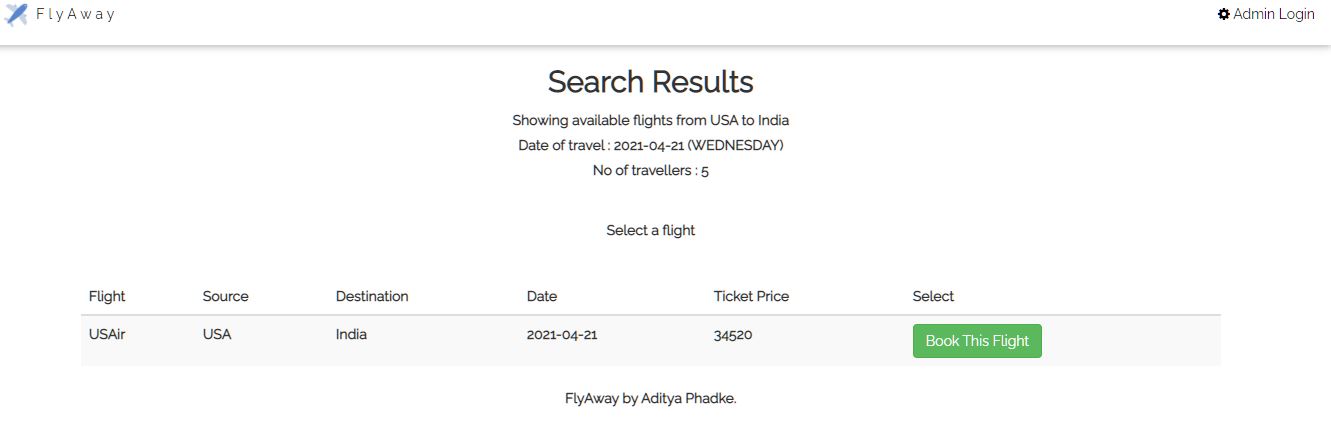 FlyAway
Admin Login
Search Results
Showing available flights from USA to India
Date of travel : 2021-04-21 (WEDNESDAY)
No of travellers : 5
Select a flight
Flight Source Destination Date Ticket Price Select
USAir USA India 2021-04-21 34520 Book This Flight
FlyAway by Aditya Phadke.